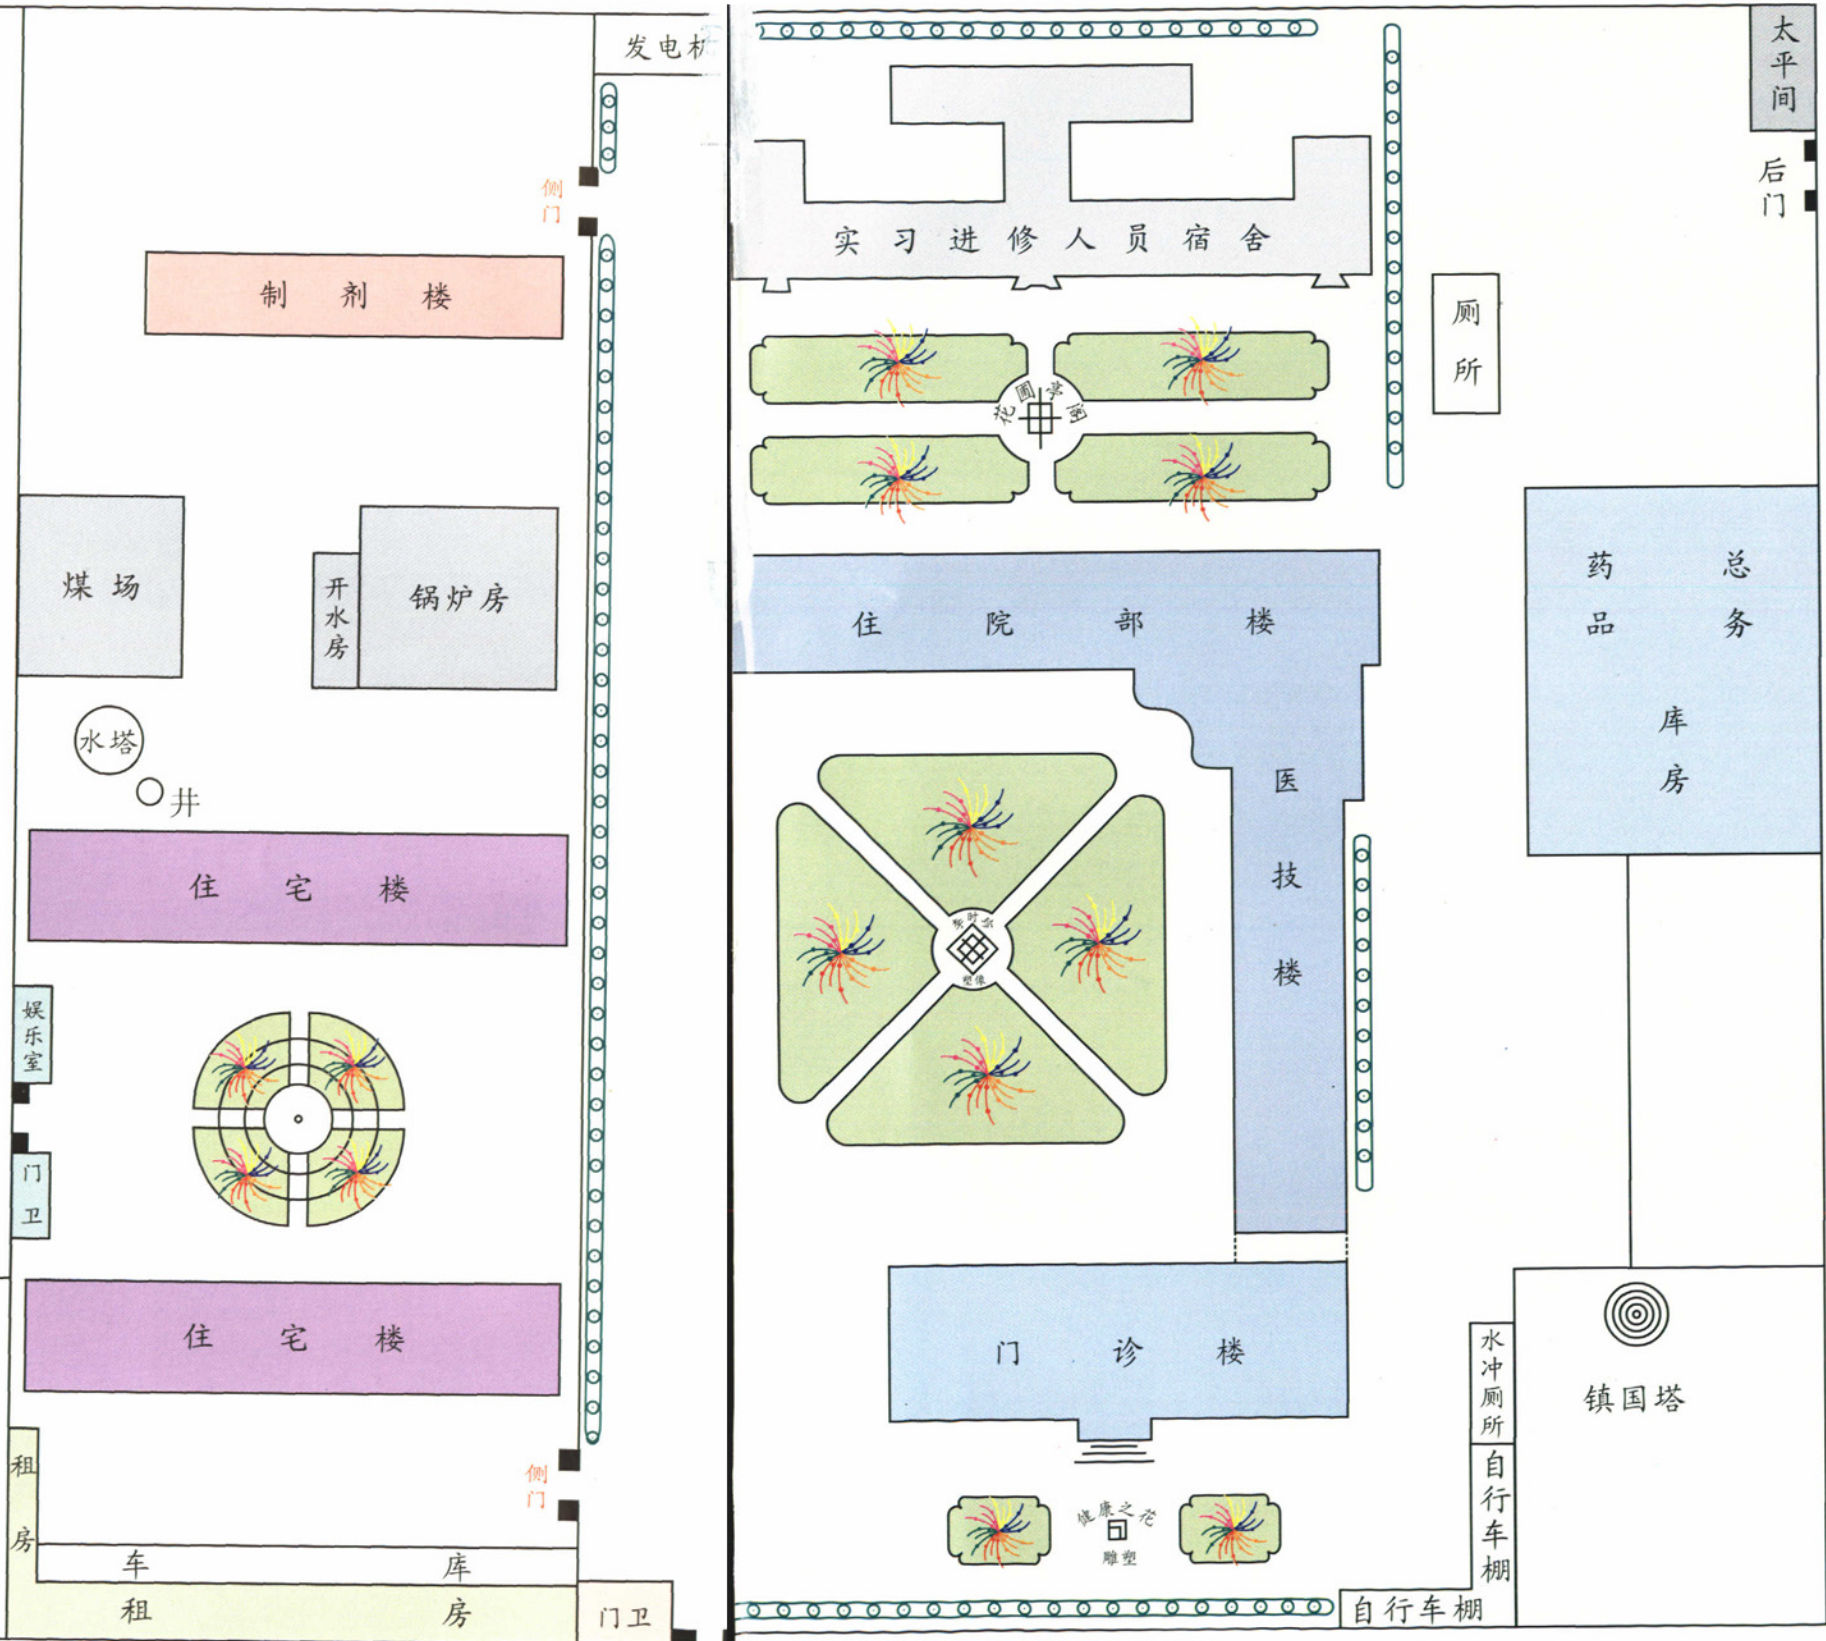 发电机
太平间
侧门
后门
实习进修人员宿舍
制剂楼
厕所
花圃亭阁
煤场
开水房
锅炉房
住院部楼
药品
总务
库房
水塔
井
医技楼
住宅楼
塑像
娱乐室
门卫
住宅楼
门诊楼
水冲厕所
镇国塔
侧门
租房
自行车棚
健康之花
雕塑
车库
租房
门卫
自行车棚